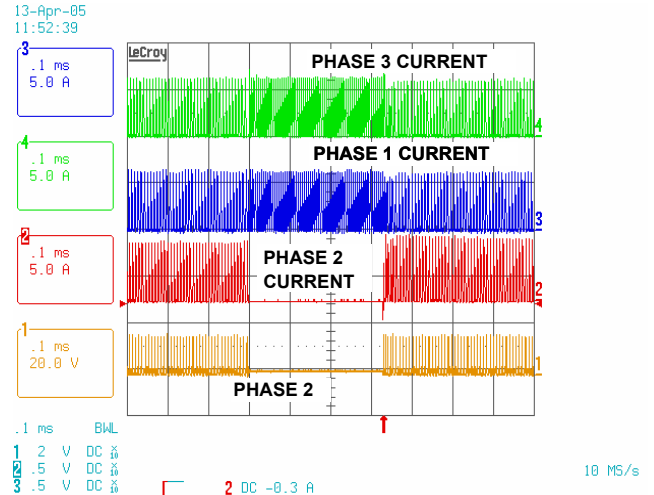 13-Apr-05
11:52:39
3
.1 ms
5.0 A
4
.1 ms
5.0 A
2
.1 ms
5.0 A
1
.1 ms
20.0 V
LeCroy
PHASE 3 CURRENT
4
PHASE 1 CURRENT
3
PHASE 2
CURRENT
2
1
PHASE 2
.1 ms BWL
1 2 V DC X10
2 .5 V DC X10
3 .5 V DC X10
2 DC -0.3 A
10 MS/s